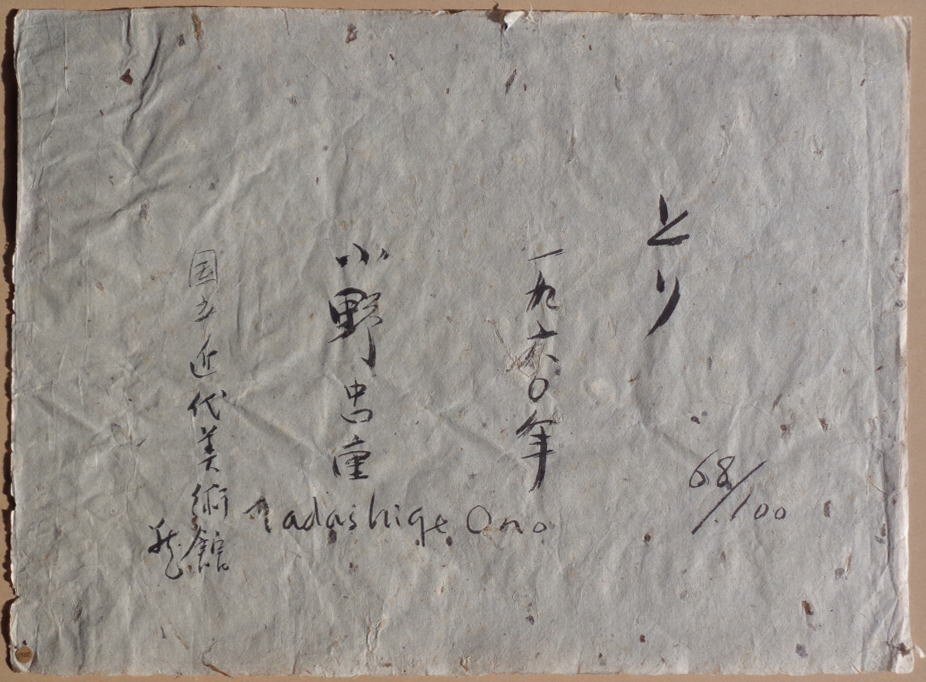 とり
68/100
一九六〇年
小野忠重
Tadashige Ono
国立近代美術館
蔵